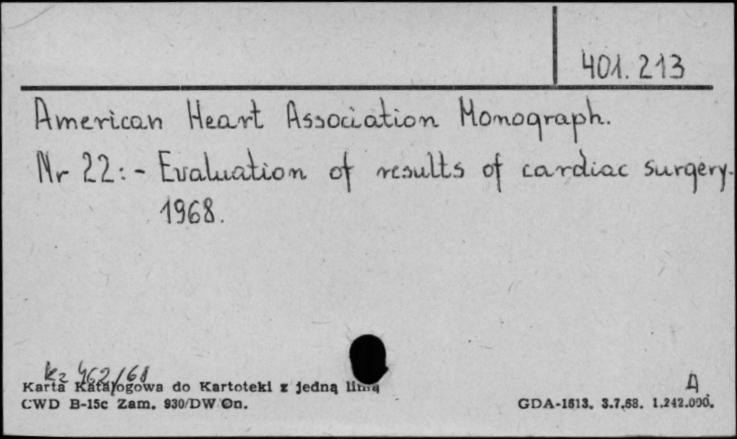 401.213
American Heart Association Monograph.
Nr 22:- Evaluation of results of cardiac surgery.
1968.
kz 462/68
Karta Katalogowa do Kartoteki z jedną linią
CWD B-15c Zam. 930/DW On.
A
GDA-1613. 3.7.68. 1.242.000.